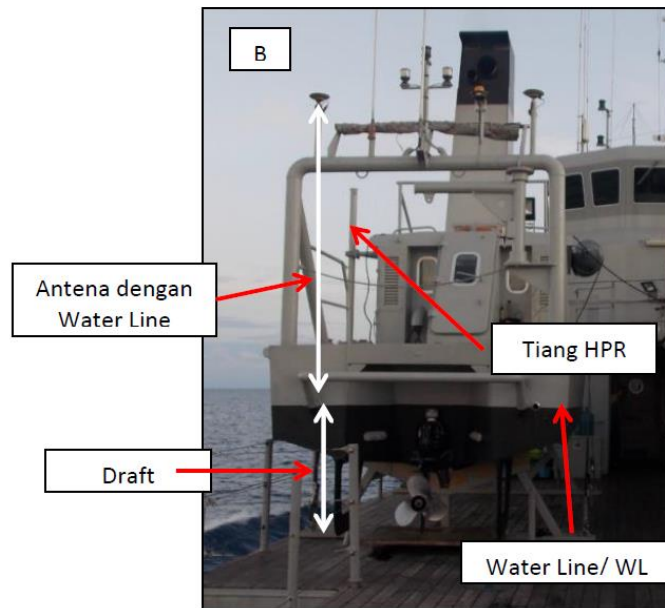 B
Antena dengan
Water Line
Tiang HPR
Draft
Water Line/ WL